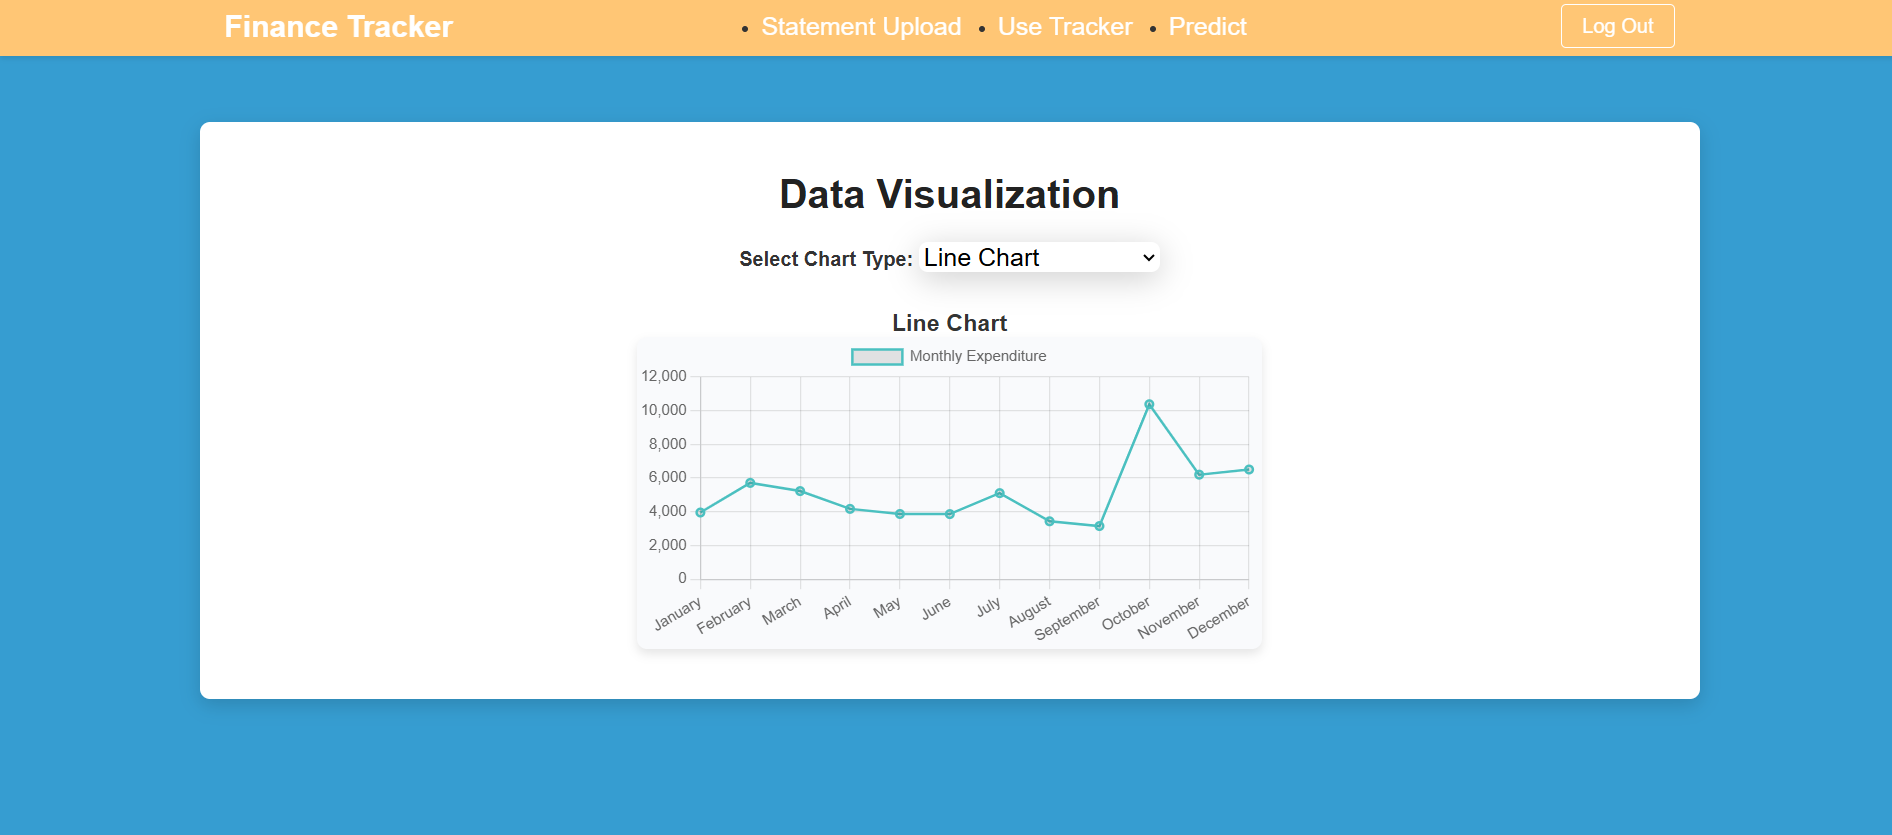 Finance Tracker
• Statement Upload • Use Tracker • Predict
Log Out
Data Visualization
Select Chart Type: Line Chart
Line Chart
Monthly Expenditure
12,000
10,000
8,000
6,000
4,000
2,000
0
January February March April May June July August September October November December